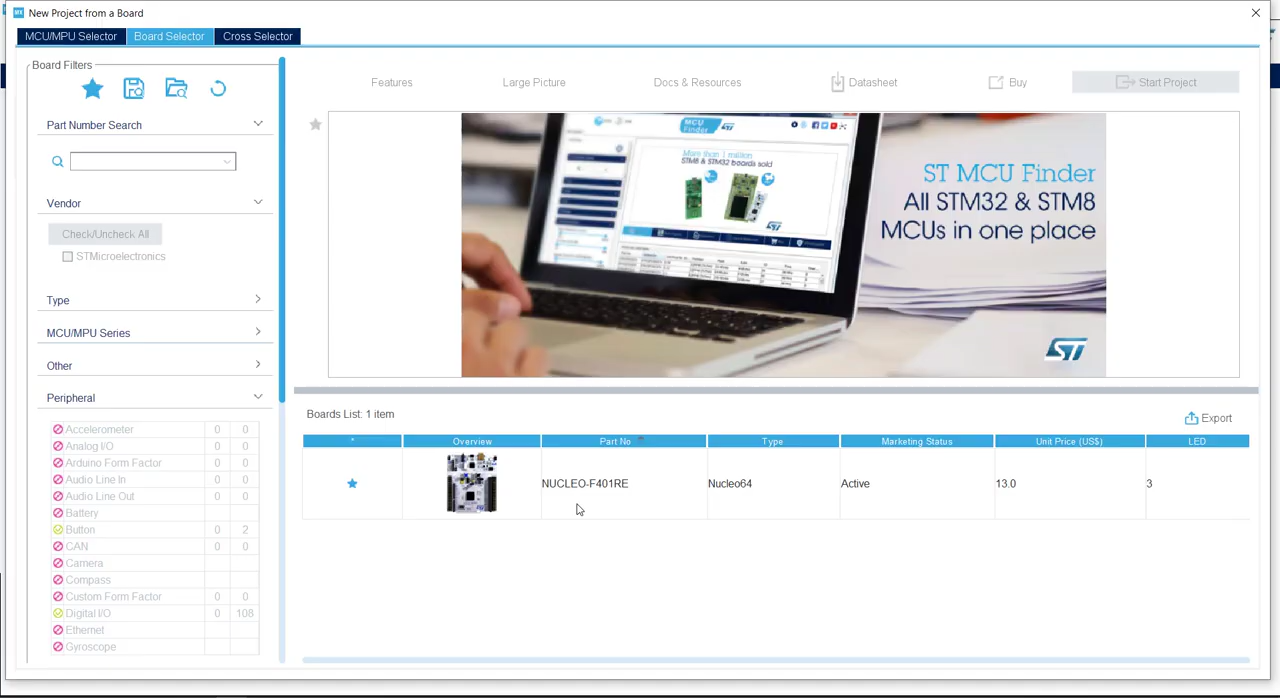 MX New Project from a Board
MCU/MPU Selector Board Selector Cross Selector
Board Filters
Features Large Picture Docs & Resources Datasheet Buy Start Project
Part Number Search
Vendor
Check/Uncheck All
STMicroelectronics
Type
MCU/MPU Series
Other
Peripheral
Accelerometer 0 0
Analog I/O 0 0
Arduino Form Factor 0 0
Audio Line In 0 0
Audio Line Out 0 0
Battery
Button 0 2
CAN 0 0
Camera
Compass
Custom Form Factor 0 0
Digital I/O 0 108
Ethernet
Gyroscope
MCU Finder
More than 1 million
STM8 & STM32 boards sold
ST MCU Finder
All STM32 & STM8
MCUs in one place
ST
Boards List: 1 item
Export
* Overview Part No Type Marketing Status Unit Price (US$) LED
NUCLEO-F401RE Nucleo64 Active 13.0 3